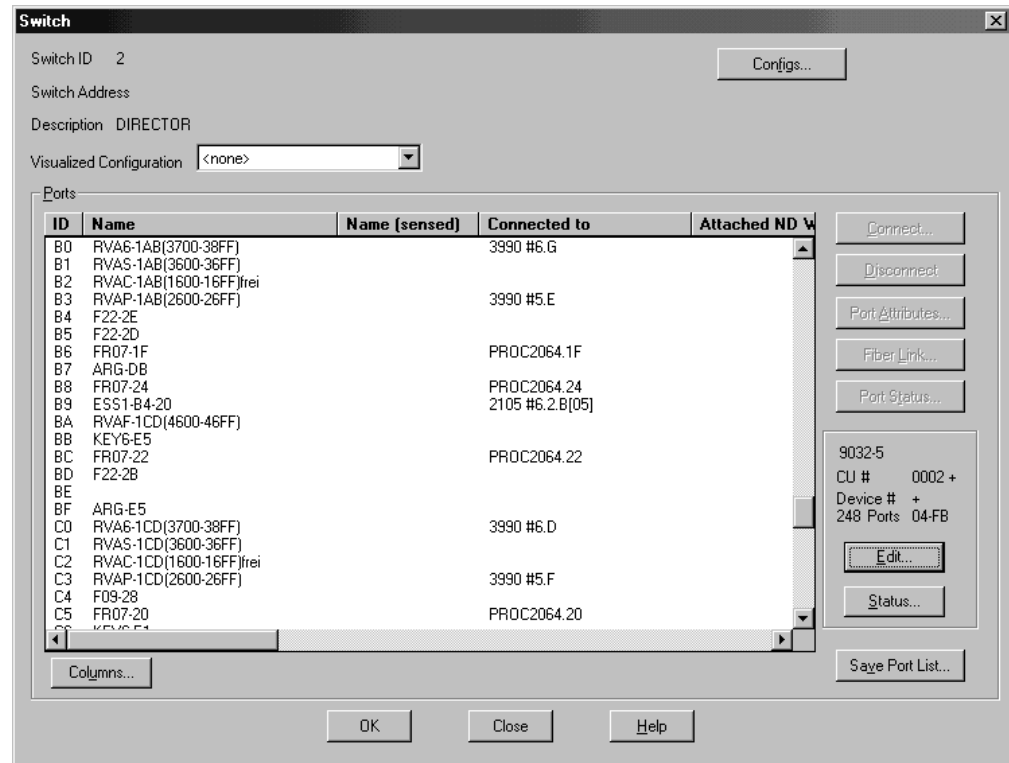 Switch
Switch ID 2
Configs...
Switch Address
Description DIRECTOR
Visualized Configuration <none>
Ports
ID Name Name (sensed) Connected to Attached ND
B0 RVA6-1AB(3700-38FF) 3990 #6.G
B1 RVAS-1AB(3600-36FF)
B2 RVAC-1AB(1600-16FF)frei
B3 RVAP-1AB(2600-26FF) 3990 #5.E
B4 F22-2E
B5 F22-2D
B6 FR07-1F PROC2064.1F
B7 ARG-DB
B8 FR07-24 PROC2064.24
B9 ESS1-B4-20 2105 #6.2.B[05]
BA RVAF-1CD(4600-46FF)
BB KEY6-E5
BC FR07-22 PROC2064.22
BD F22-2B
BE
BF ARG-E5
C0 RVA6-1CD(3700-38FF) 3990 #6.D
C1 RVAS-1CD(3600-36FF)
C2 RVAC-1CD(1600-16FF)frei
C3 RVAP-1CD(2600-26FF) 3990 #5.F
C4 F09-28
C5 FR07-20 PROC2064.20
Connect...
Disconnect
Port Attributes...
Fiber Link...
Port Status...
9032-5
CU # 0002 +
Device # +
248 Ports 04-FB
Edit...
Status...
Columns...
Save Port List...
OK
Close
Help